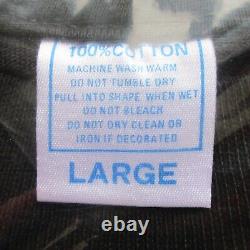 100% COTTON
MACHINE WASH WARM
DO NOT TUMBLE DRY
PULL INTO SHAPE WHEN WET
DO NOT BLEACH
DO NOT DRY CLEAN OR
IRON IF DECORATED
LARGE